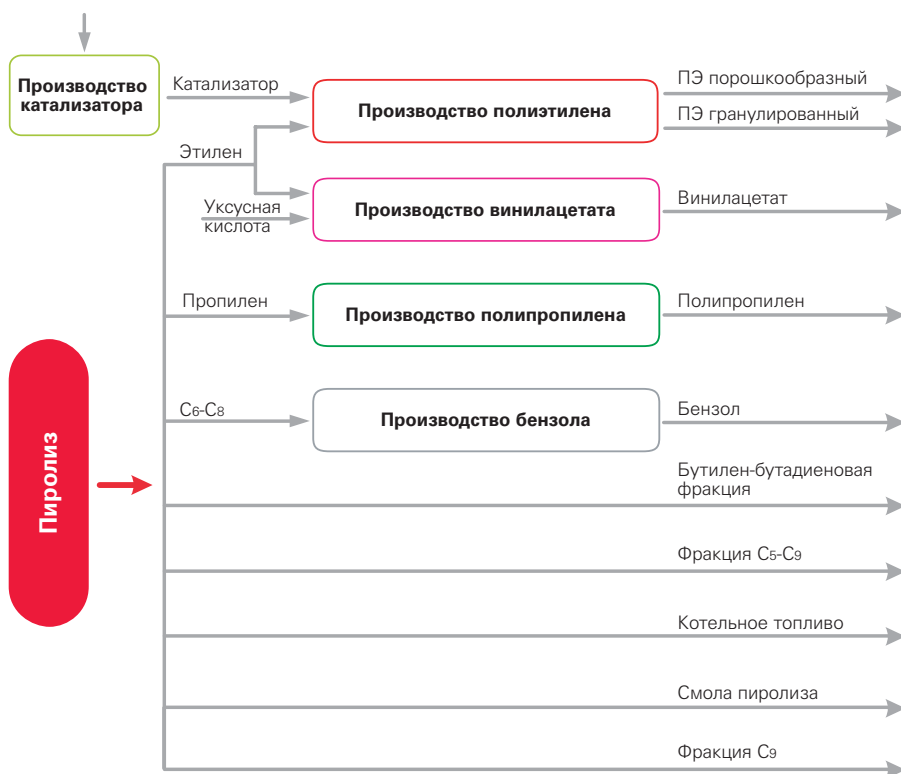 Производство
катализатора
Катализатор
Производство полиэтилена
ПЭ порошкообразный
ПЭ гранулированный
Этилен
Уксусная
кислота
Производство винилацетата
Винилацетат
Пропилен
Производство полипропилена
Полипропилен
C6-C8
Производство бензола
Бензол
Пиролиз
Бутилен-бутадиеновая
фракция
Фракция C5-C9
Котельное топливо
Смола пиролиза
Фракция C9